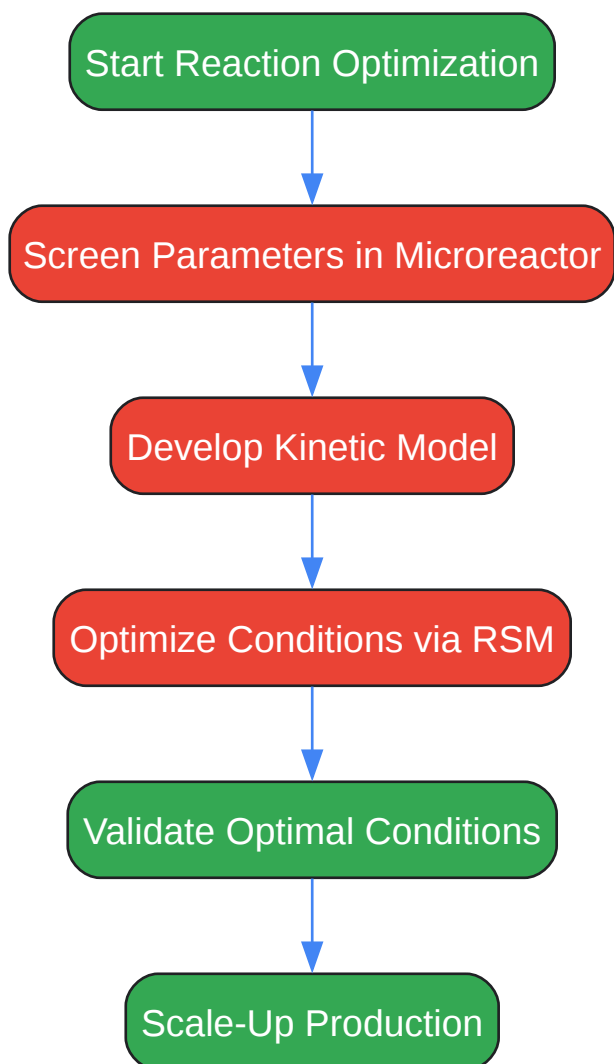 Start Reaction Optimization
Screen Parameters in Microreactor
Develop Kinetic Model
Optimize Conditions via RSM
Validate Optimal Conditions
Scale-Up Production